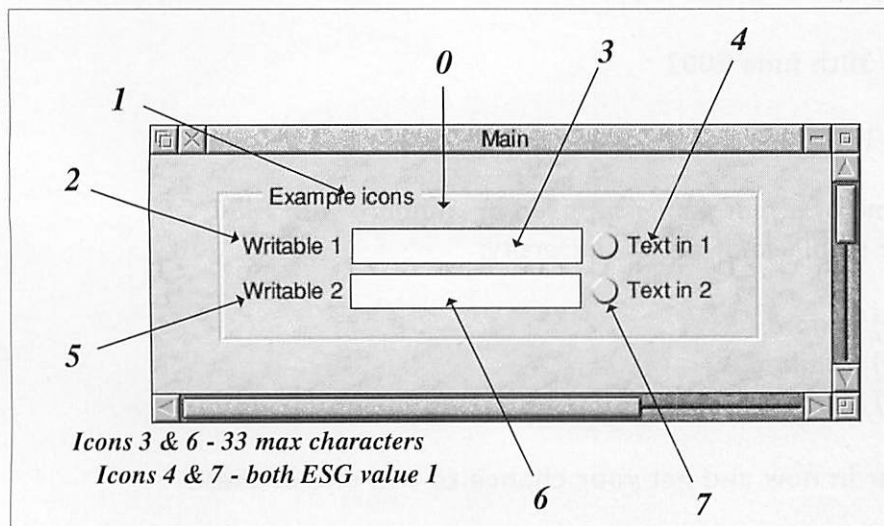 0
3
4
1
Main
2
Example icons
Writable 1
Text in 1
Writable 2
Text in 2
5
Icons 3 & 6 - 33 max characters
Icons 4 & 7 - both ESG value 1
6
7